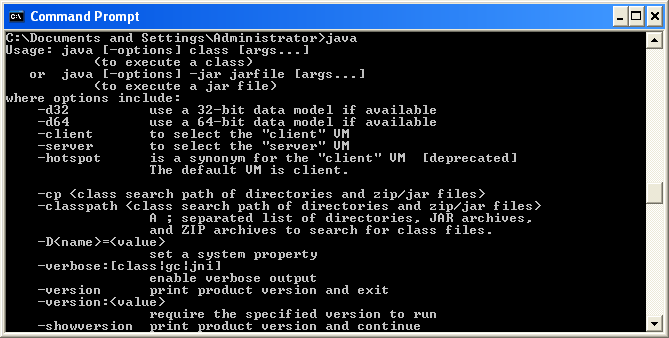 Command Prompt
C:\Documents and Settings\Administrator>java
Usage: java [-options] class [args...]
           (to execute a class)
   or  java [-options] -jar jarfile [args...]
           (to execute a jar file)
where options include:
    -d32          use a 32-bit data model if available
    -d64          use a 64-bit data model if available
    -client       to select the "client" VM
    -server       to select the "server" VM
    -hotspot      is a synonym for the "client" VM  [deprecated]
                  The default VM is client.

    -cp <class search path of directories and zip/jar files>
    -classpath <class search path of directories and zip/jar files>
                  A ; separated list of directories, JAR archives,
                  and ZIP archives to search for class files.
    -D<name>=<value>
                  set a system property
    -verbose:[class¦gc¦jni]
                  enable verbose output
    -version      print product version and exit
    -version:<value>
                  require the specified version to run
    -showversion  print product version and continue